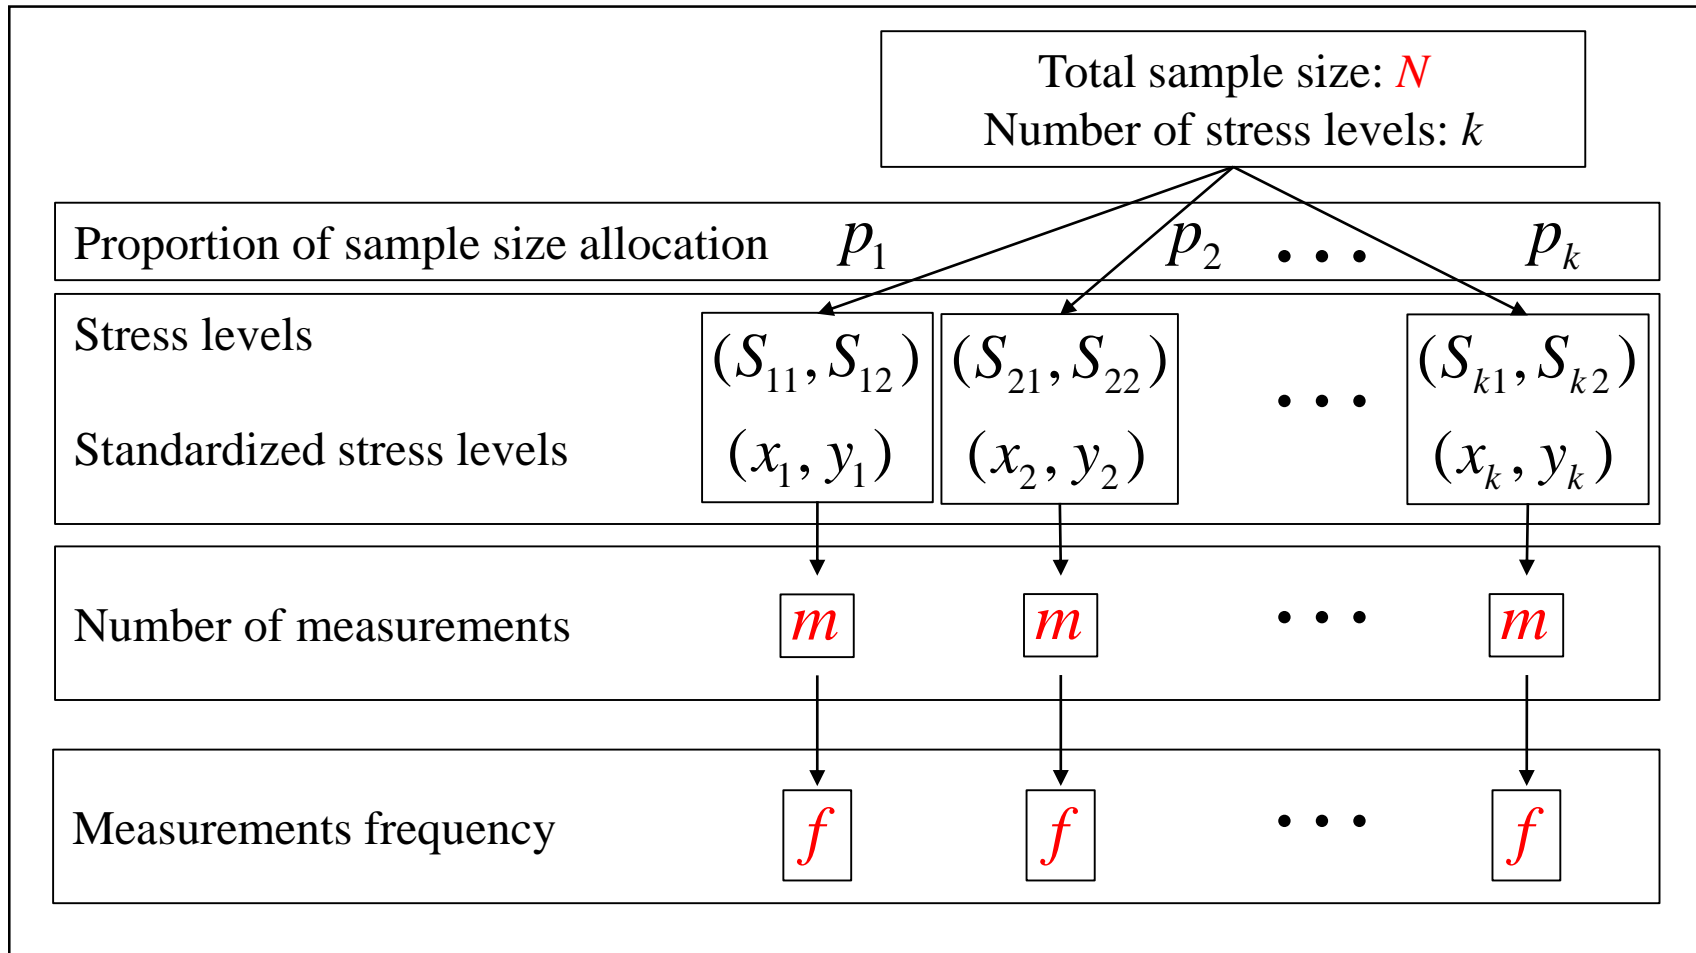 Total sample size: N
Number of stress levels: k
Proportion of sample size allocation p₁ p₂ • • • pₖ
Stress levels (S₁₁, S₁₂) (S₂₁, S₂₂) • • • (Sₖ₁, Sₖ₂)
Standardized stress levels (x₁, y₁) (x₂, y₂) (xₖ, yₖ)
Number of measurements m m • • • m
Measurements frequency f f • • • f